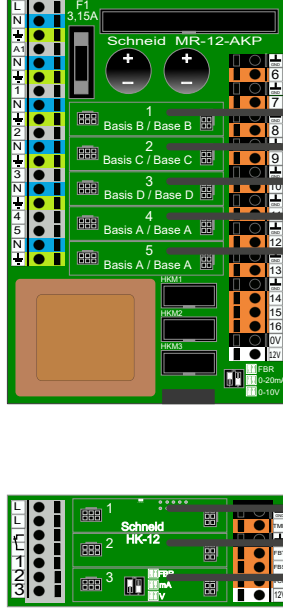 L
F1
3,15A
N
Schneid MR-12-AKP
N
A1
6
N
7
1
1
N
Basis B / Base B
8
2
2
N
Basis C / Base C
9
3
3
N
Basis D / Base D
10
4
4
5
Basis A / Base A
N
12
5
13
Basis A / Base A
HKM1
14
15
HKM2
16
0V
HKM3
12V
FBR
0-20mA
0-10V
L
1
L
Schneid
HK-12
2
1
3
FBR
2
mA
3
V
12V